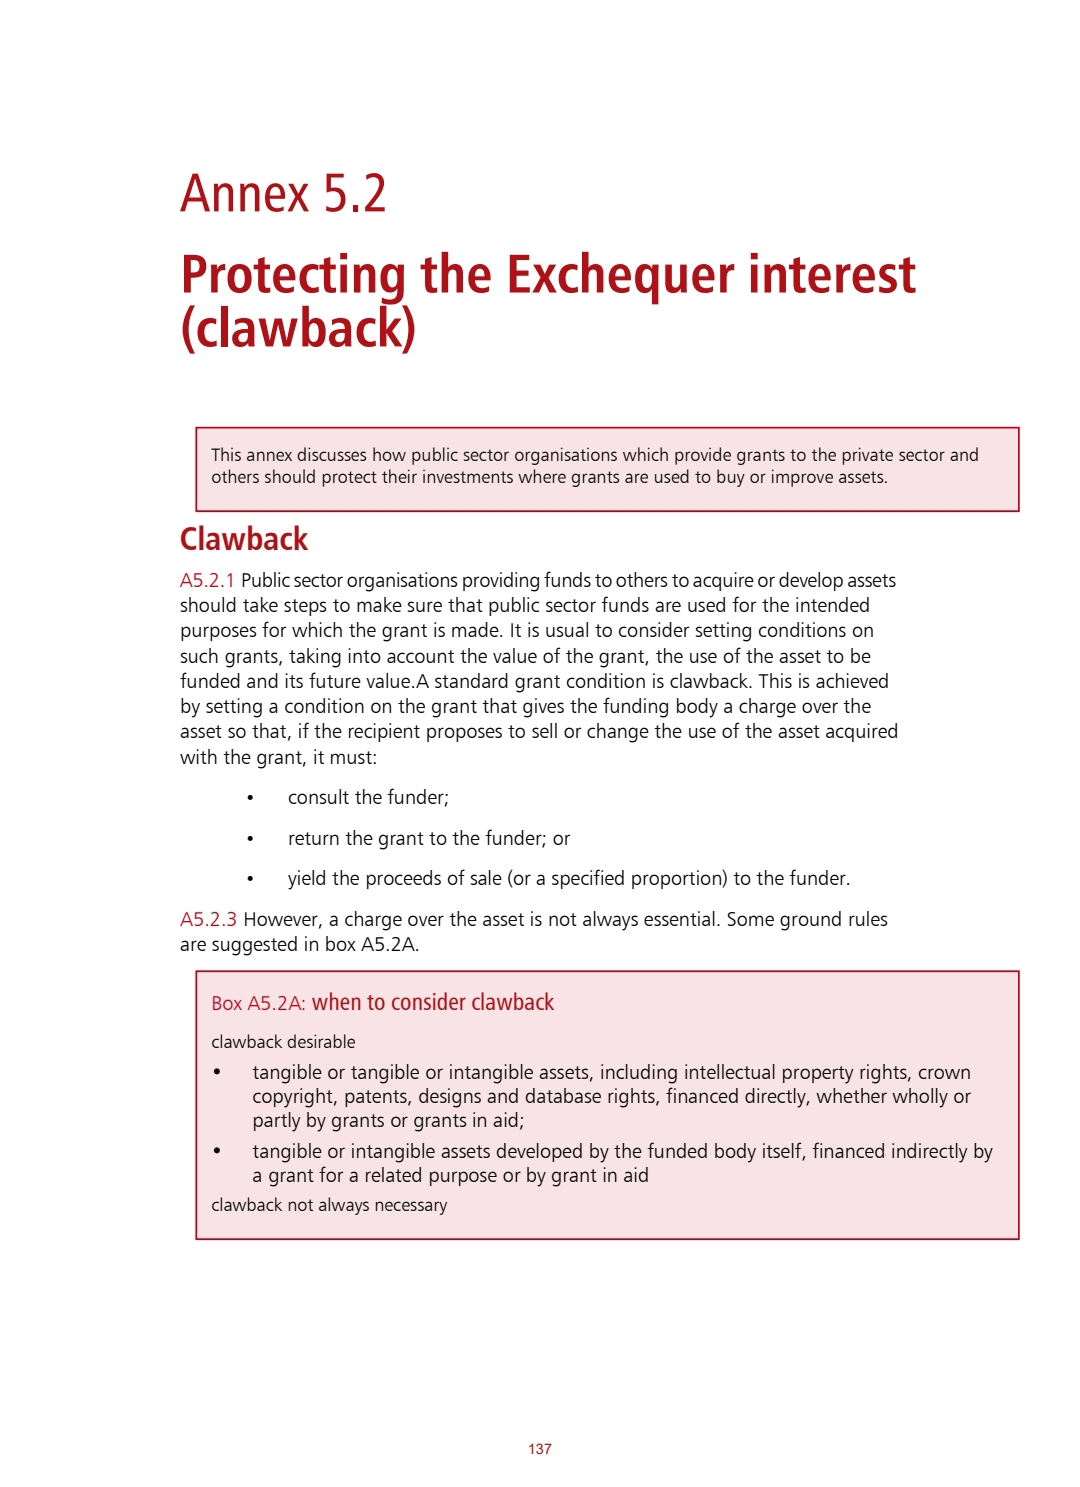 Annex 5.2
Protecting the Exchequer interest
(clawback)
This annex discusses how public sector organisations which provide grants to the private sector and
others should protect their investments where grants are used to buy or improve assets.
Clawback
A5.2.1 Public sector organisations providing funds to others to acquire or develop assets
should take steps to make sure that public sector funds are used for the intended
purposes for which the grant is made. It is usual to consider setting conditions on
such grants, taking into account the value of the grant, the use of the asset to be
funded and its future value.A standard grant condition is clawback. This is achieved
by setting a condition on the grant that gives the funding body a charge over the
asset so that, if the recipient proposes to sell or change the use of the asset acquired
with the grant, it must:
• consult the funder;
• return the grant to the funder; or
• yield the proceeds of sale (or a specified proportion) to the funder.
A5.2.3 However, a charge over the asset is not always essential. Some ground rules
are suggested in box A5.2A.
Box A5.2A: when to consider clawback
clawback desirable
• tangible or tangible or intangible assets, including intellectual property rights, crown
copyright, patents, designs and database rights, financed directly, whether wholly or
partly by grants or grants in aid;
• tangible or intangible assets developed by the funded body itself, financed indirectly by
a grant for a related purpose or by grant in aid
clawback not always necessary
137